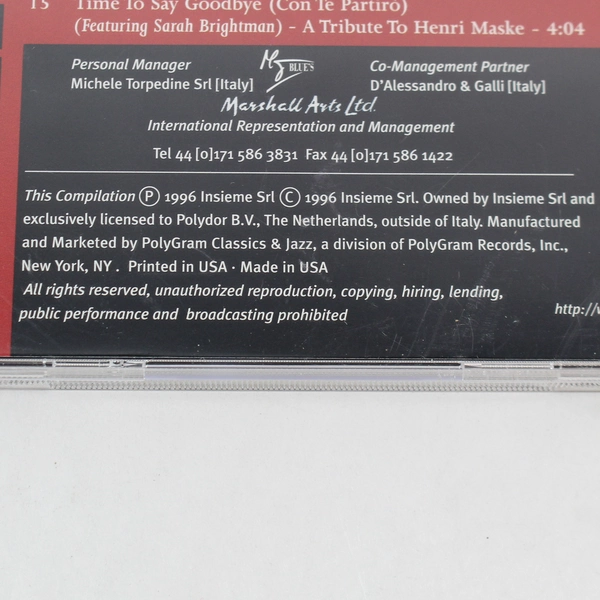 15 Time To Say Goodbye (Con Te Partiro)
(Featuring Sarah Brightman) - A Tribute To Henri Maske - 4:04
Personal Manager
Michele Torpedine Srl [Italy]
BLUE'S
Co-Management Partner
D'Alessandro & Galli [Italy]
Marshall Arts Ltd.
International Representation and Management
Tel 44 [0]171 586 3831 Fax 44 [0]171 586 1422
This Compilation Ⓟ 1996 Insieme Srl © 1996 Insieme Srl. Owned by Insieme Srl and
exclusively licensed to Polydor B.V., The Netherlands, outside of Italy. Manufactured
and Marketed by PolyGram Classics & Jazz, a division of PolyGram Records, Inc.,
New York, NY . Printed in USA · Made in USA
All rights reserved, unauthorized reproduction, copying, hiring, lending,
public performance and broadcasting prohibited
http://